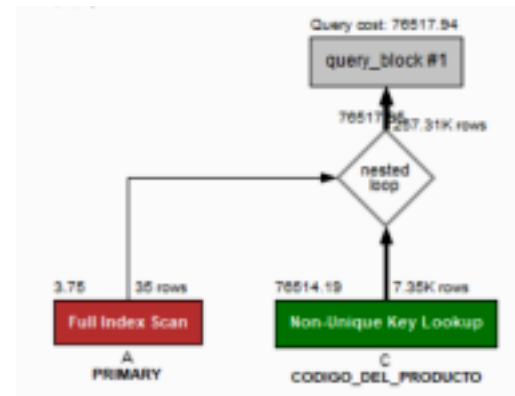 Query cost: 76517.94
query_block #1
257.31K rows
nested
loop
3.75
35 rows
76514.19
7.35K rows
Full Index Scan
Non-Unique Key Lookup
A
PRIMARY
C
CODIGO_DEL_PRODUCTO